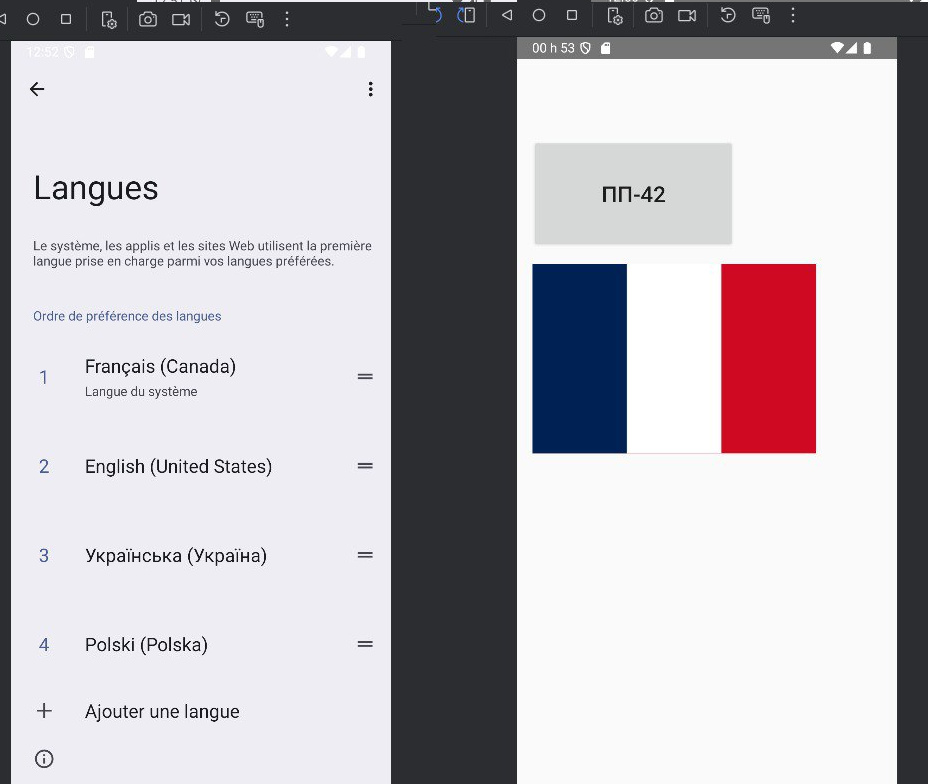 12:52
Langues
Le système, les applis et les sites Web utilisent la première
langue prise en charge parmi vos langues préférées.
Ordre de préférence des langues
1
Français (Canada)
Langue du système
2
English (United States)
3
Українська (Україна)
4
Polski (Polska)
Ajouter une langue
00 h 53
ПП-42